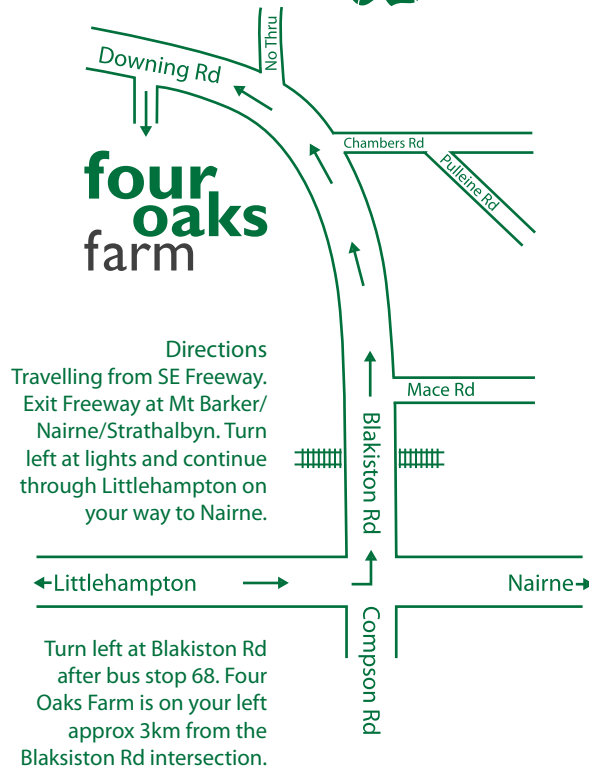 No Thru
Downing Rd
Chambers Rd
Pulleine Rd
four
oaks
farm
Directions
Travelling from SE Freeway.
Exit Freeway at Mt Barker/
Nairne/Strathalbyn. Turn
left at lights and continue
through Littlehampton on
your way to Nairne.
Mace Rd
Blakiston Rd
Littlehampton
Nairne
Compson Rd
Turn left at Blakiston Rd
after bus stop 68. Four
Oaks Farm is on your left
approx 3km from the
Blaksiston Rd intersection.